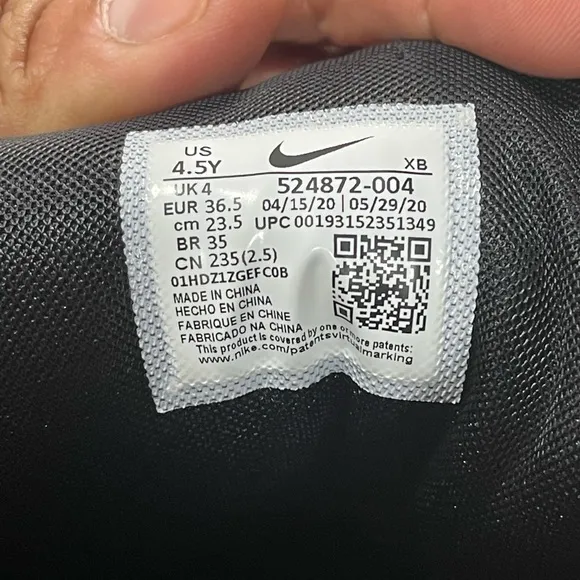 US
4.5Y
XB
UK 4
524872-004
EUR 36.5
04/15/20 | 05/29/20
cm 23.5
UPC 00193152351349
BR 35
CN 235(2.5)
01HDZ1ZGEFC0B
MADE IN CHINA
HECHO EN CHINA
FABRIQUE EN CHINE
FABRICADO NA CHINA
This product is covered by one or more patents:
www.nike.com/patentsvirtualmarking